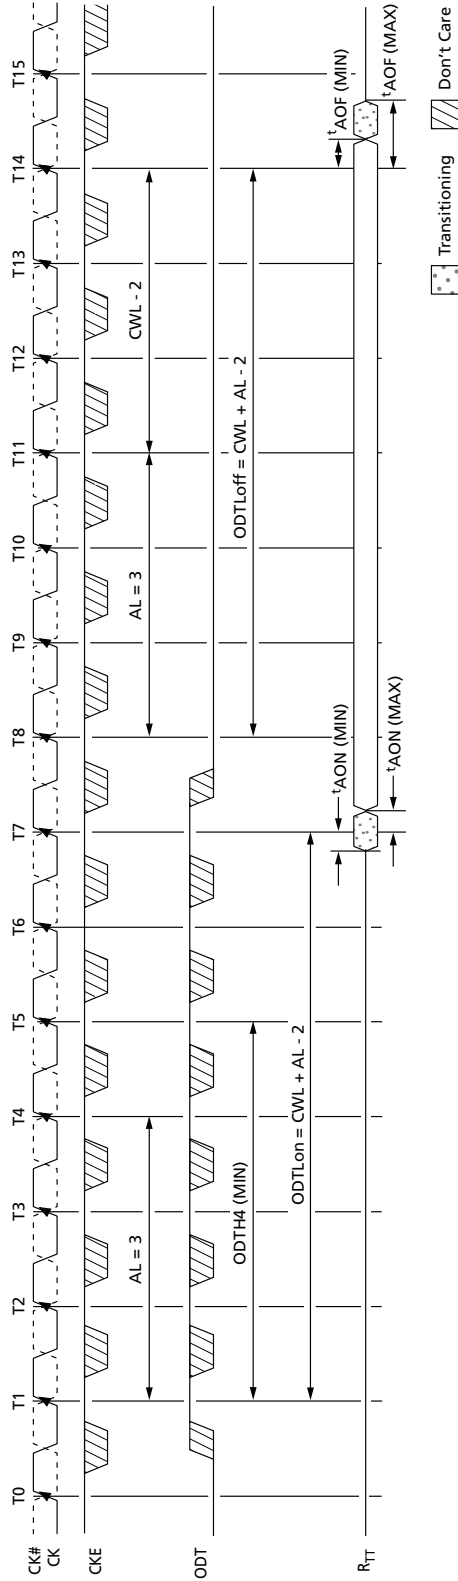 T0 T1 T2 T3 T4 T5 T6 T7 T8 T9 T10 T11 T12 T13 T14 T15
CK#
CK
CKE
AL = 3
AL = 3
CWL - 2
ODT
ODTH4 (MIN)
ODTLoff = CWL + AL - 2
ODTLon = CWL + AL - 2
tAON (MIN)
tAOF (MIN)
RTT
tAON (MAX)
tAOF (MAX)
Transitioning
Don't Care